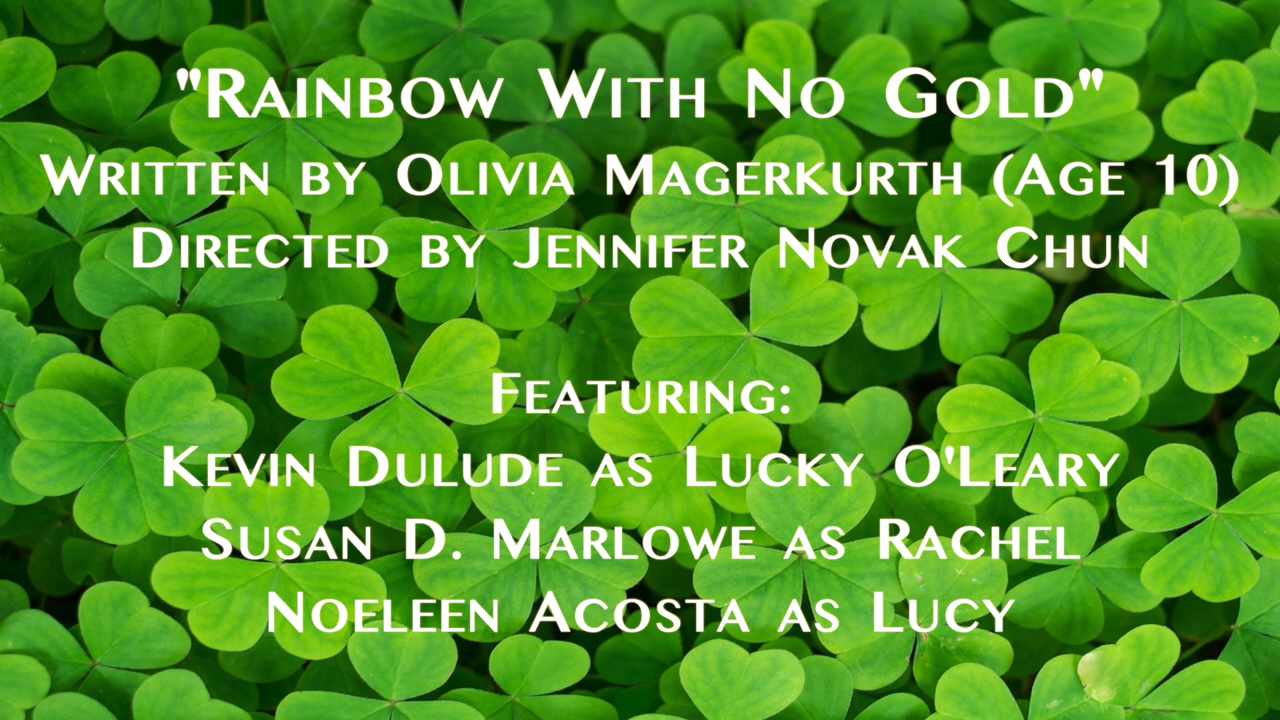 "Rainbow With No Gold"
Written by Olivia Magerkurth (Age 10)
Directed by Jennifer Novak Chun
Featuring:
Kevin Dulude as Lucky O'Leary
Susan D. Marlowe as Rachel
Noeleen Acosta as Lucy